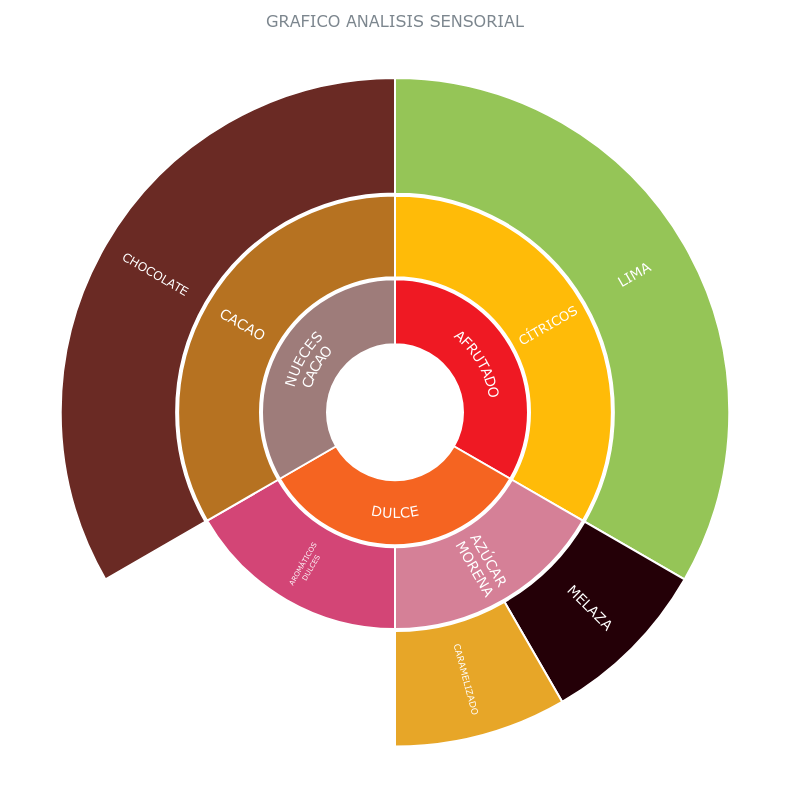 GRAFICO ANALISIS SENSORIAL
CHOCOLATE
LIMA
CACAO
CÍTRICOS
NUECES
CACAO
AFRUTADO
DULCE
AROMÁTICOS
DULCES
AZÚCAR
MORENA
MELAZA
CARAMELIZADO